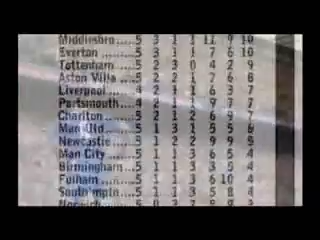 Middlesbro.....5 3 1 1 11 9 10
Everton ........5 3 1 1 7 6 10
Tottenham ....5 2 3 0 4 2 9
Aston Villa ....5 2 2 1 7 6 8
Liverpool ......4 2 1 1 6 3 7
Portsmouth ...4 2 1 1 9 7 7
Charlton .......5 2 1 2 6 9 7
Man Utd .......5 1 3 1 5 5 6
Newcastle .....5 1 2 2 9 9 5
Man City .......5 1 1 3 6 5 4
Birmingham ...5 1 1 3 3 5 4
Fulham ..........5 1 1 3 6 10 4
South'mptn ...5 1 1 3 5 8 4
Norwich